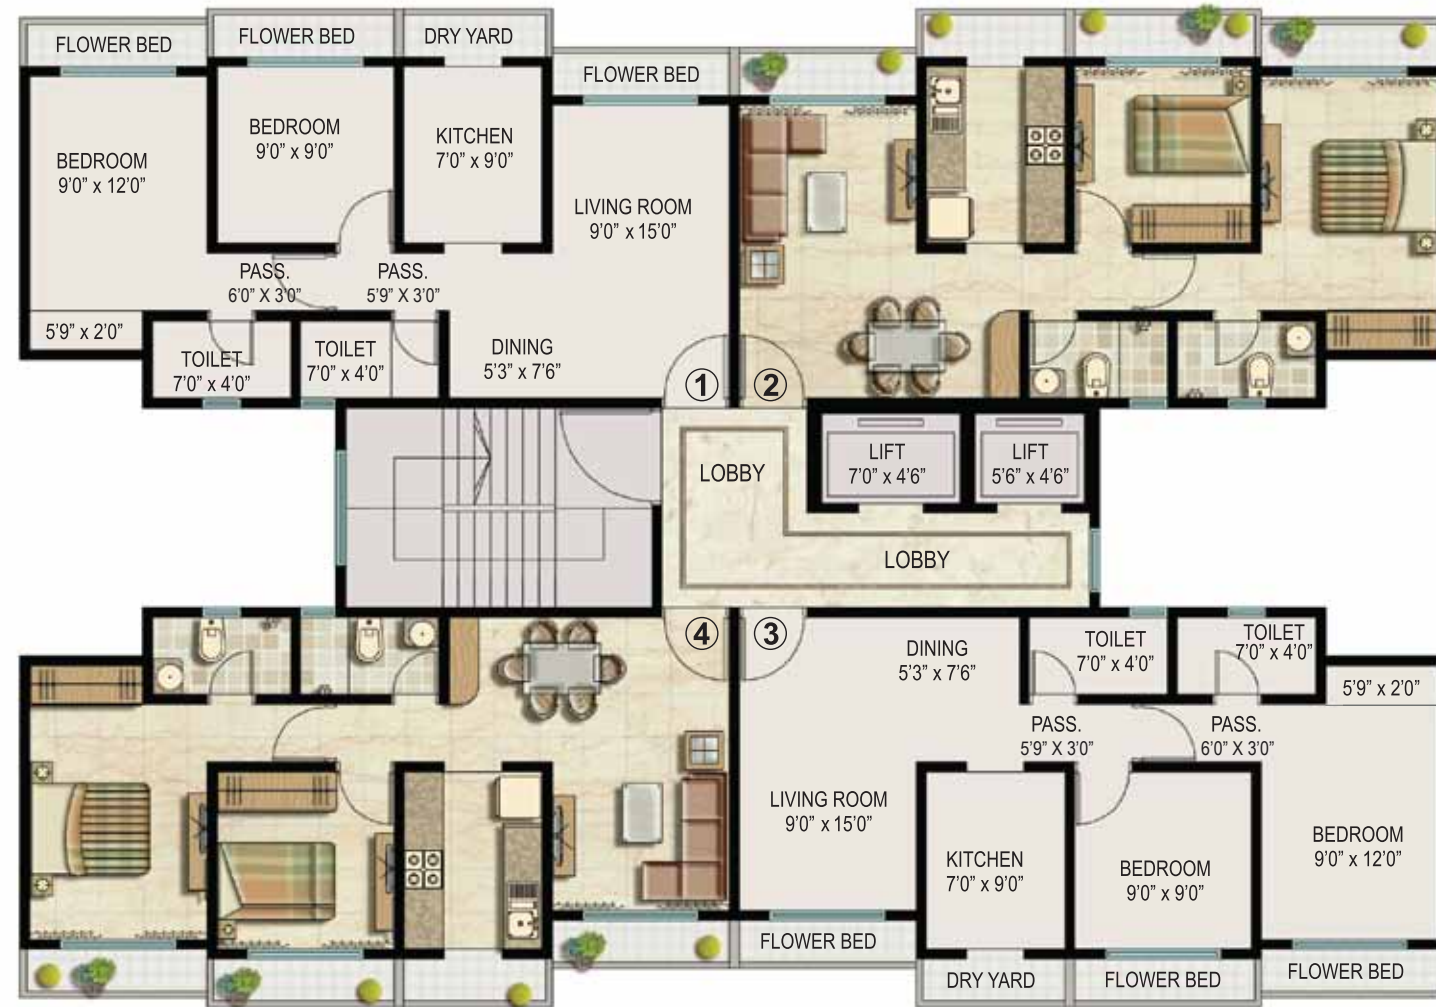 FLOWER BED
FLOWER BED
DRY YARD
FLOWER BED
BEDROOM
9'0" x 12'0"
BEDROOM
9'0" x 9'0"
KITCHEN
7'0" x 9'0"
LIVING ROOM
9'0" x 15'0"
PASS.
6'0" X 3'0"
PASS.
5'9" X 3'0"
5'9" x 2'0"
TOILET
7'0" x 4'0"
TOILET
7'0" x 4'0"
DINING
5'3" x 7'6"
1
2
LOBBY
LIFT
7'0" x 4'6"
LIFT
5'6" x 4'6"
LOBBY
4
3
DINING
5'3" x 7'6"
TOILET
7'0" x 4'0"
TOILET
7'0" x 4'0"
5'9" x 2'0"
PASS.
5'9" X 3'0"
PASS.
6'0" X 3'0"
LIVING ROOM
9'0" x 15'0"
KITCHEN
7'0" x 9'0"
BEDROOM
9'0" x 9'0"
BEDROOM
9'0" x 12'0"
FLOWER BED
DRY YARD
FLOWER BED
FLOWER BED